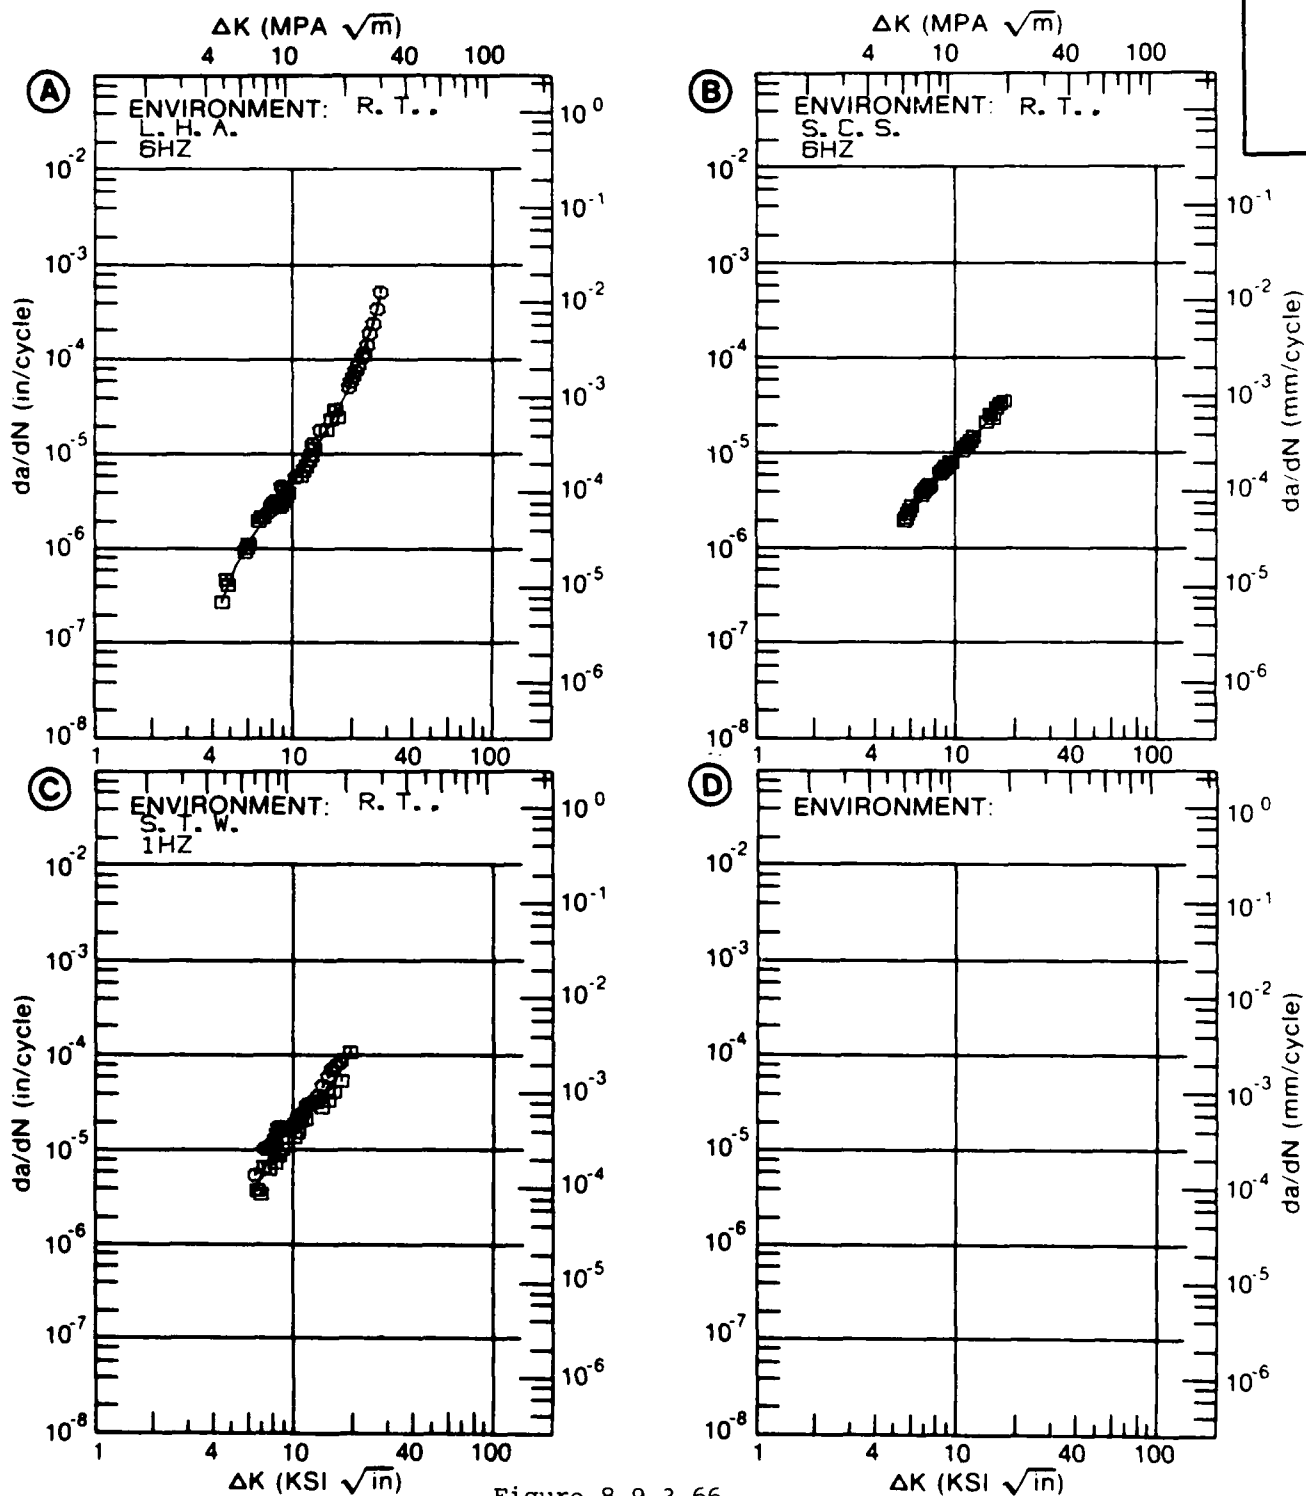 ΔK (MPA √m)
4 10 40 100
ΔK (MPA √m)
4 10 40 100
A
ENVIRONMENT: R. T..
L. H. A.
6HZ
10^-2
10^-3
10^-4
10^-5
10^-6
10^-7
10^-8
da/dN (in/cycle)
10^0
10^-1
10^-2
10^-3
10^-4
10^-5
10^-6
1 4 10 40 100
B
ENVIRONMENT: R. T..
S. C. S.
6HZ
10^-2
10^-3
10^-4
10^-5
10^-6
10^-7
10^-8
10^-1
10^-2
10^-3
10^-4
10^-5
10^-6
da/dN (mm/cycle)
1 4 10 40 100
C
ENVIRONMENT: R. T..
S. T. W.
1HZ
10^-2
10^-3
10^-4
10^-5
10^-6
10^-7
10^-8
da/dN (in/cycle)
10^0
10^-1
10^-2
10^-3
10^-4
10^-5
10^-6
1 4 10 40 100
ΔK (KSI √in)
D
ENVIRONMENT:
10^-2
10^-3
10^-4
10^-5
10^-6
10^-7
10^-8
10^0
10^-1
10^-2
10^-3
10^-4
10^-5
10^-6
da/dN (mm/cycle)
1 4 10 40 100
ΔK (KSI √in)
Figure 8.9.3.66